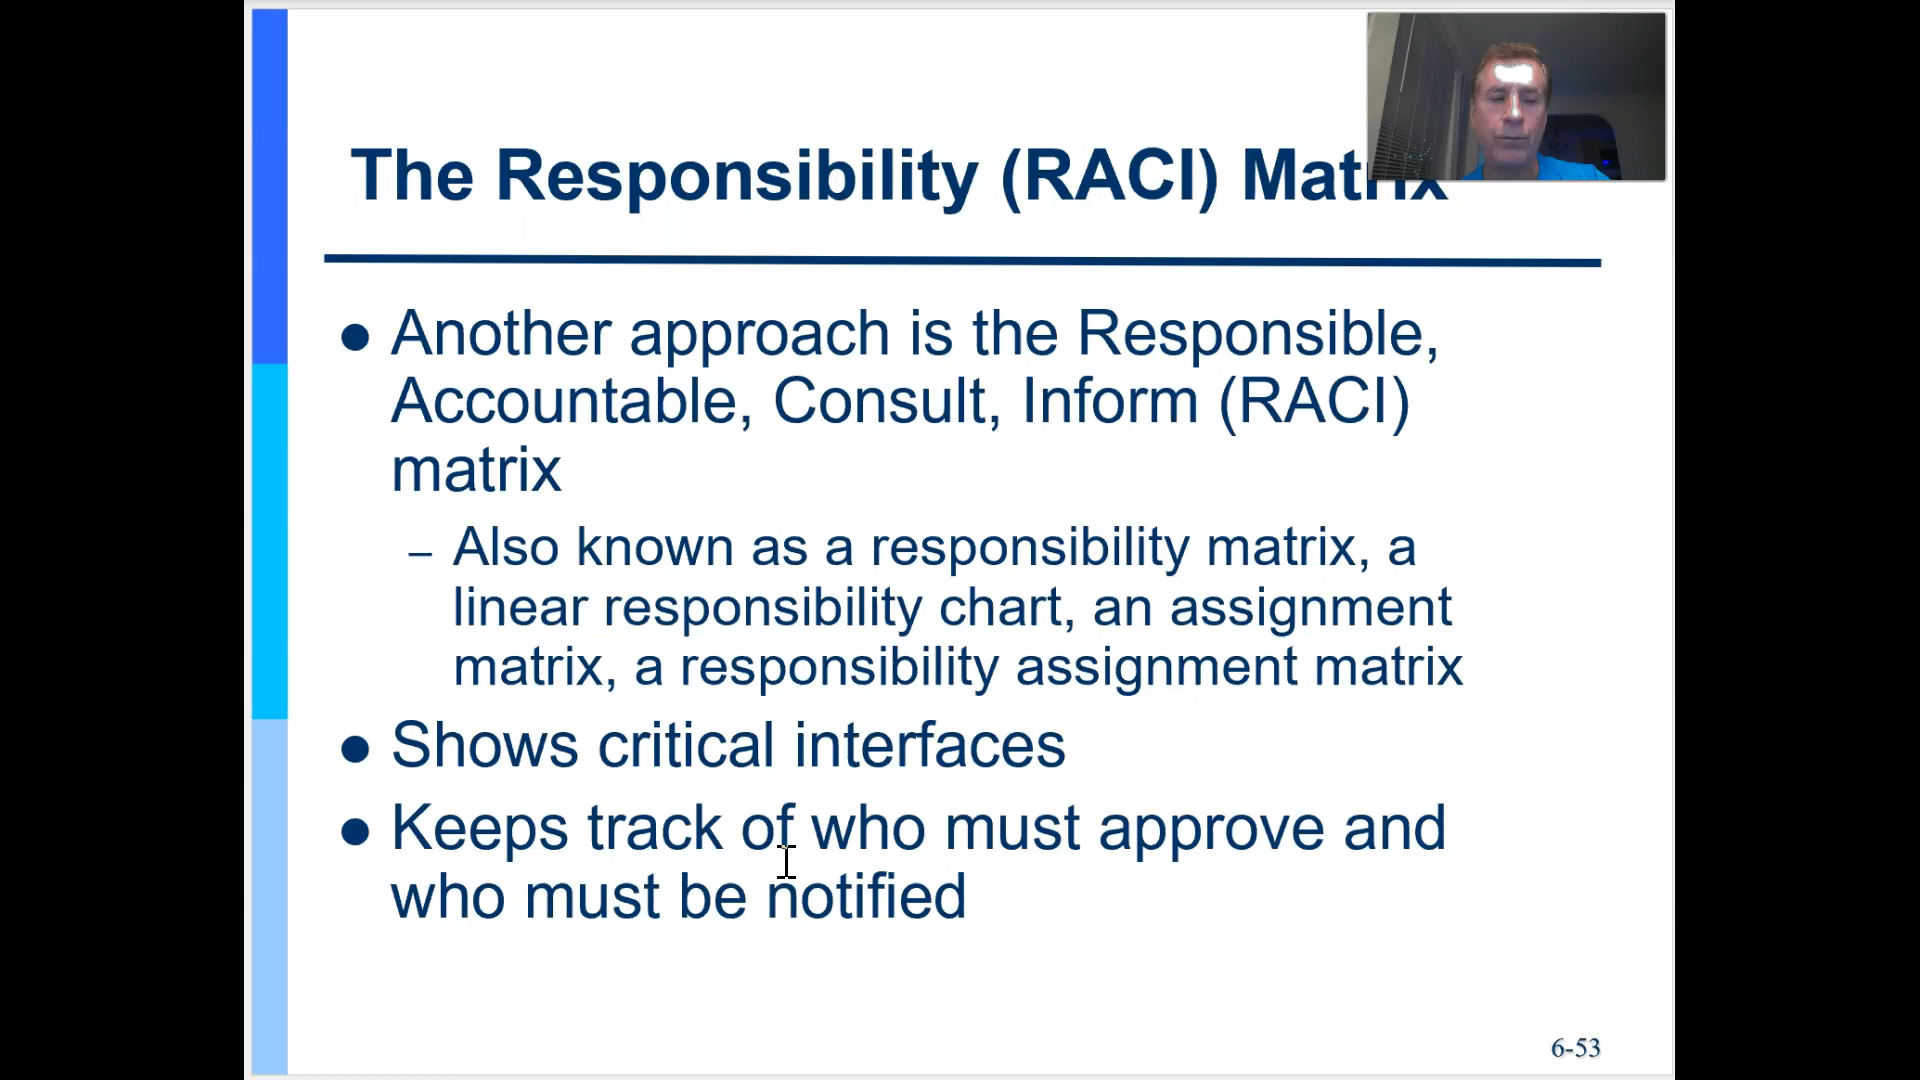 The Responsibility (RACI) Matrix
● Another approach is the Responsible,
Accountable, Consult, Inform (RACI)
matrix
– Also known as a responsibility matrix, a
linear responsibility chart, an assignment
matrix, a responsibility assignment matrix
● Shows critical interfaces
● Keeps track of who must approve and
who must be notified
6-53